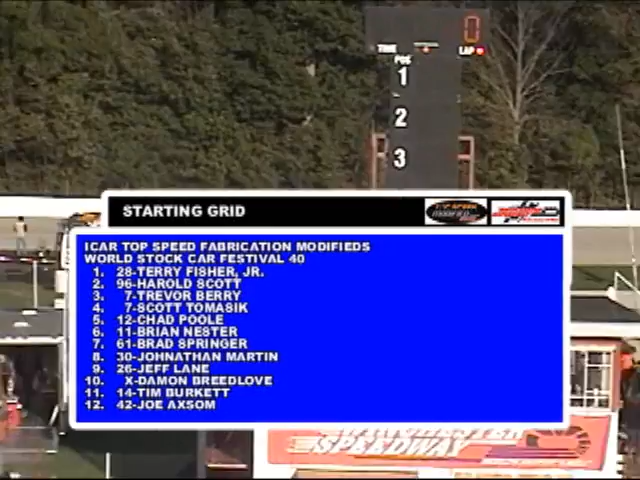 0
TIME LAP
POS
1
2
3
STARTING GRID
ICAR TOP SPEED FABRICATION MODIFIEDS
WORLD STOCK CAR FESTIVAL 40
1. 28-TERRY FISHER, JR.
2. 96-HAROLD SCOTT
3. 7-TREVOR BERRY
4. 7-SCOTT TOMASIK
5. 12-CHAD POOLE
6. 11-BRIAN NESTER
7. 61-BRAD SPRINGER
8. 30-JOHNATHAN MARTIN
9. 26-JEFF LANE
10. X-DAMON BREEDLOVE
11. 14-TIM BURKETT
12. 42-JOE AXSOM
WINCHESTER
SPEEDWAY